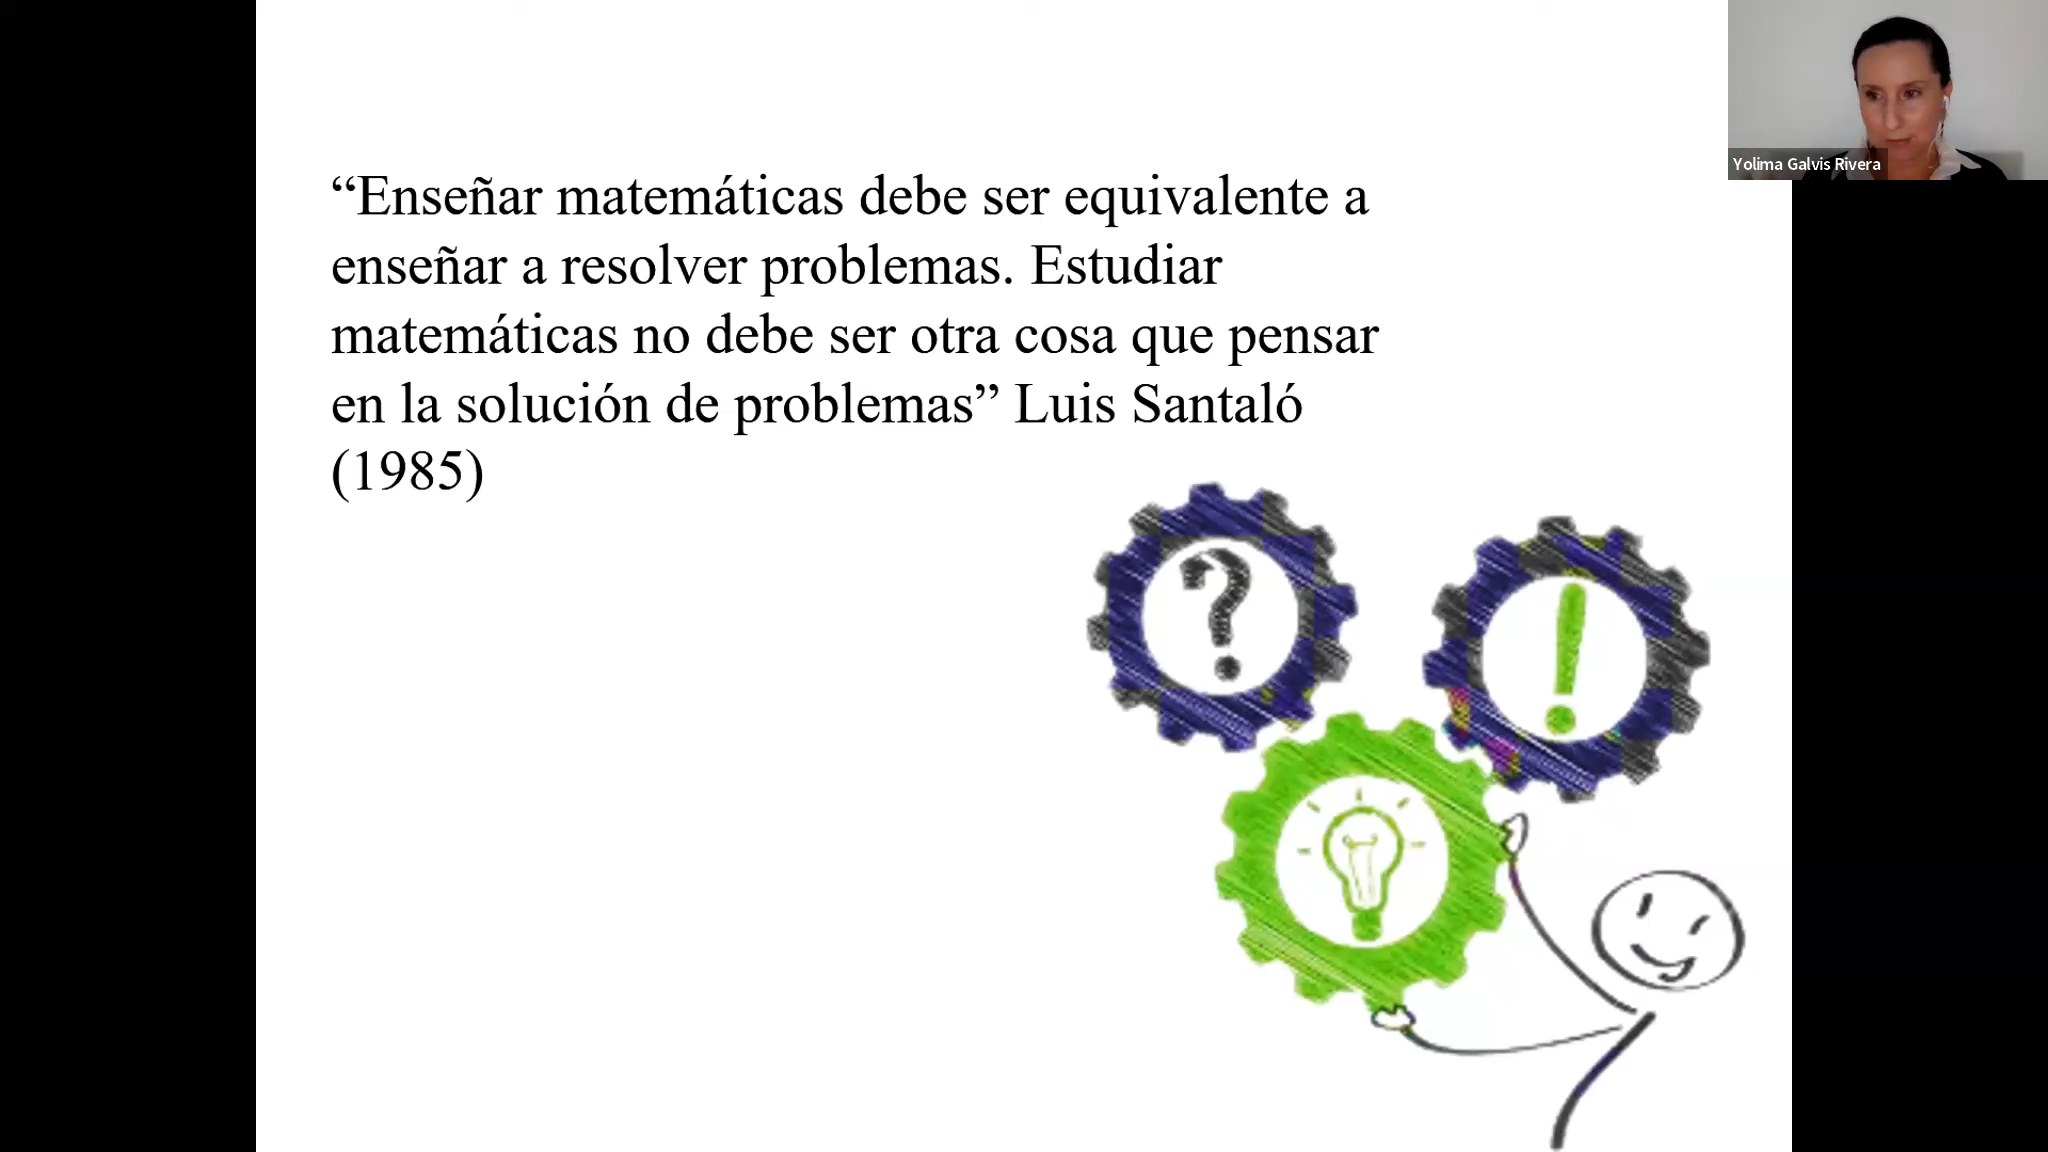 “Enseñar matemáticas debe ser equivalente a
enseñar a resolver problemas. Estudiar
matemáticas no debe ser otra cosa que pensar
en la solución de problemas” Luis Santaló
(1985)
?
!
Yolima Galvis Rivera